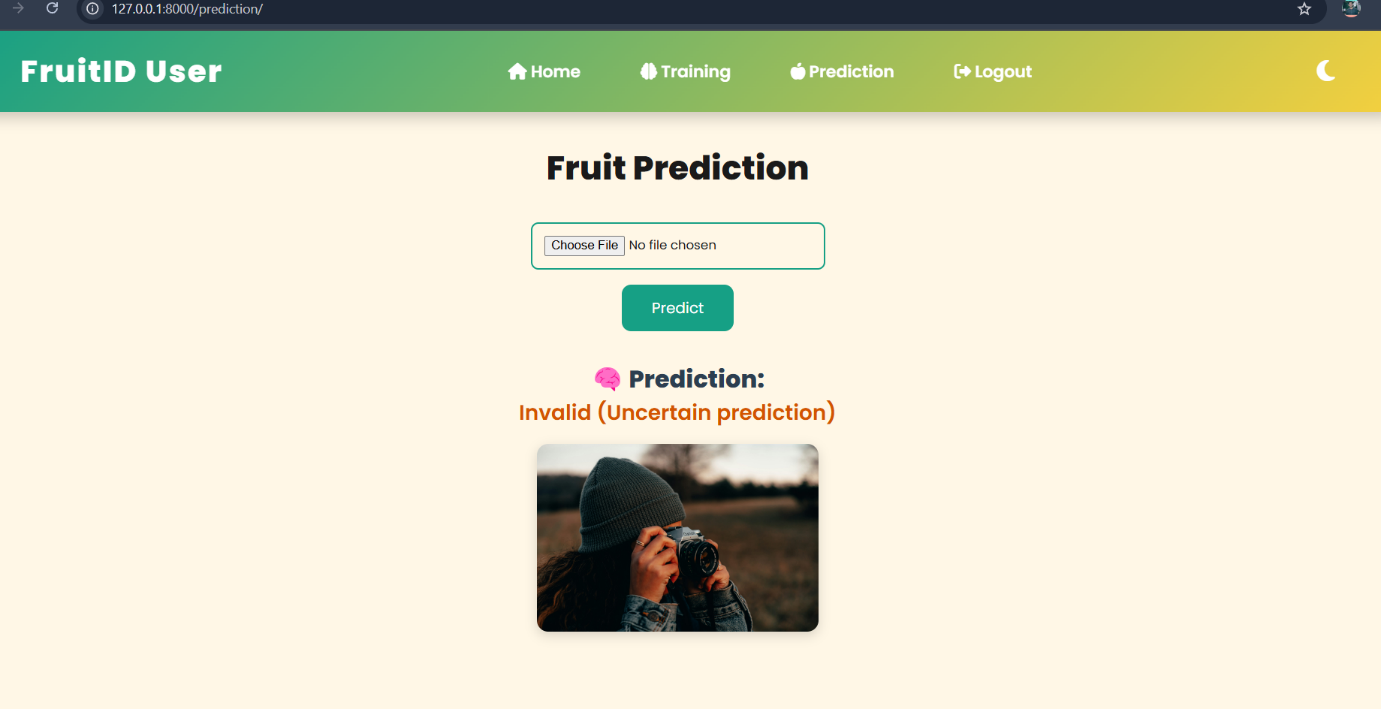 127.0.0.1:8000/prediction/
FruitID User
Home
Training
Prediction
Logout
Fruit Prediction
Choose File No file chosen
Predict
Prediction:
Invalid (Uncertain prediction)